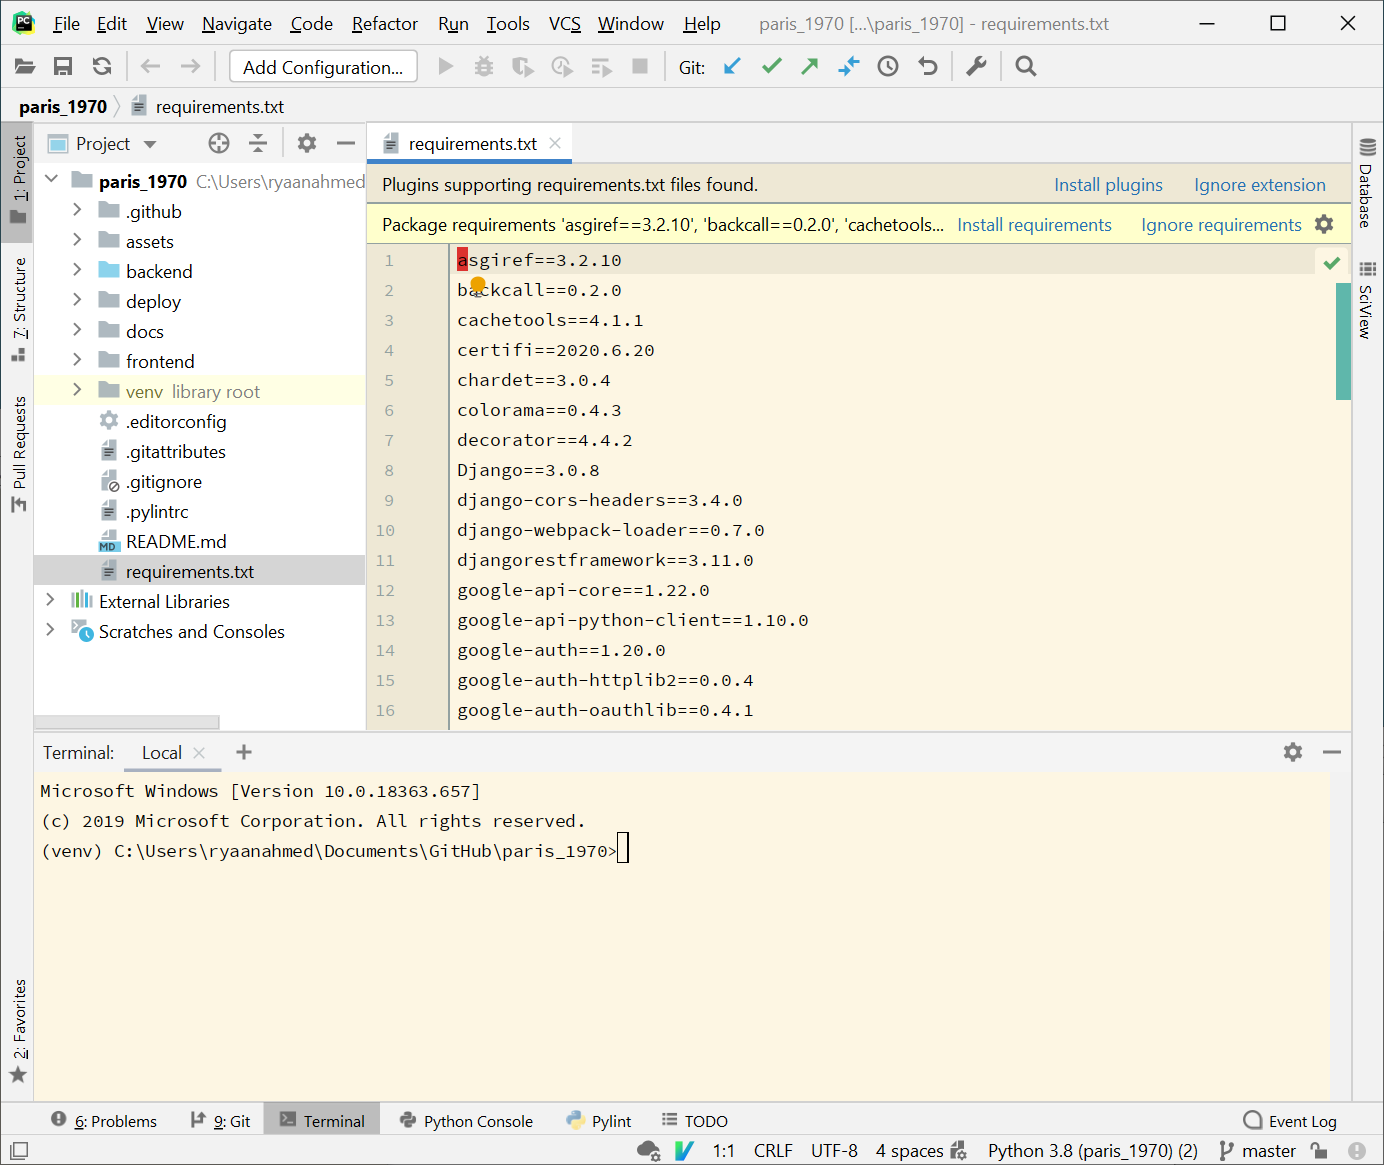 PC File Edit View Navigate Code Refactor Run Tools VCS Window Help paris_1970 [...\paris_1970] - requirements.txt
Add Configuration... Git:
paris_1970 requirements.txt
1: Project
7: Structure
Pull Requests
2: Favorites
Project
paris_1970 C:\Users\ryaanahmed
.github
assets
backend
deploy
docs
frontend
venv library root
.editorconfig
.gitattributes
.gitignore
.pylintrc
MD README.md
requirements.txt
External Libraries
Scratches and Consoles
requirements.txt
Plugins supporting requirements.txt files found. Install plugins Ignore extension
Package requirements 'asgiref==3.2.10', 'backcall==0.2.0', 'cachetools... Install requirements Ignore requirements
1 asgiref==3.2.10
2 backcall==0.2.0
3 cachetools==4.1.1
4 certifi==2020.6.20
5 chardet==3.0.4
6 colorama==0.4.3
7 decorator==4.4.2
8 Django==3.0.8
9 django-cors-headers==3.4.0
10 django-webpack-loader==0.7.0
11 djangorestframework==3.11.0
12 google-api-core==1.22.0
13 google-api-python-client==1.10.0
14 google-auth==1.20.0
15 google-auth-httplib2==0.0.4
16 google-auth-oauthlib==0.4.1
Database
SciView
Terminal: Local
Microsoft Windows [Version 10.0.18363.657]
(c) 2019 Microsoft Corporation. All rights reserved.
(venv) C:\Users\ryaanahmed\Documents\GitHub\paris_1970>
6: Problems 9: Git Terminal Python Console Pylint TODO Event Log
1:1 CRLF UTF-8 4 spaces Python 3.8 (paris_1970) (2) master